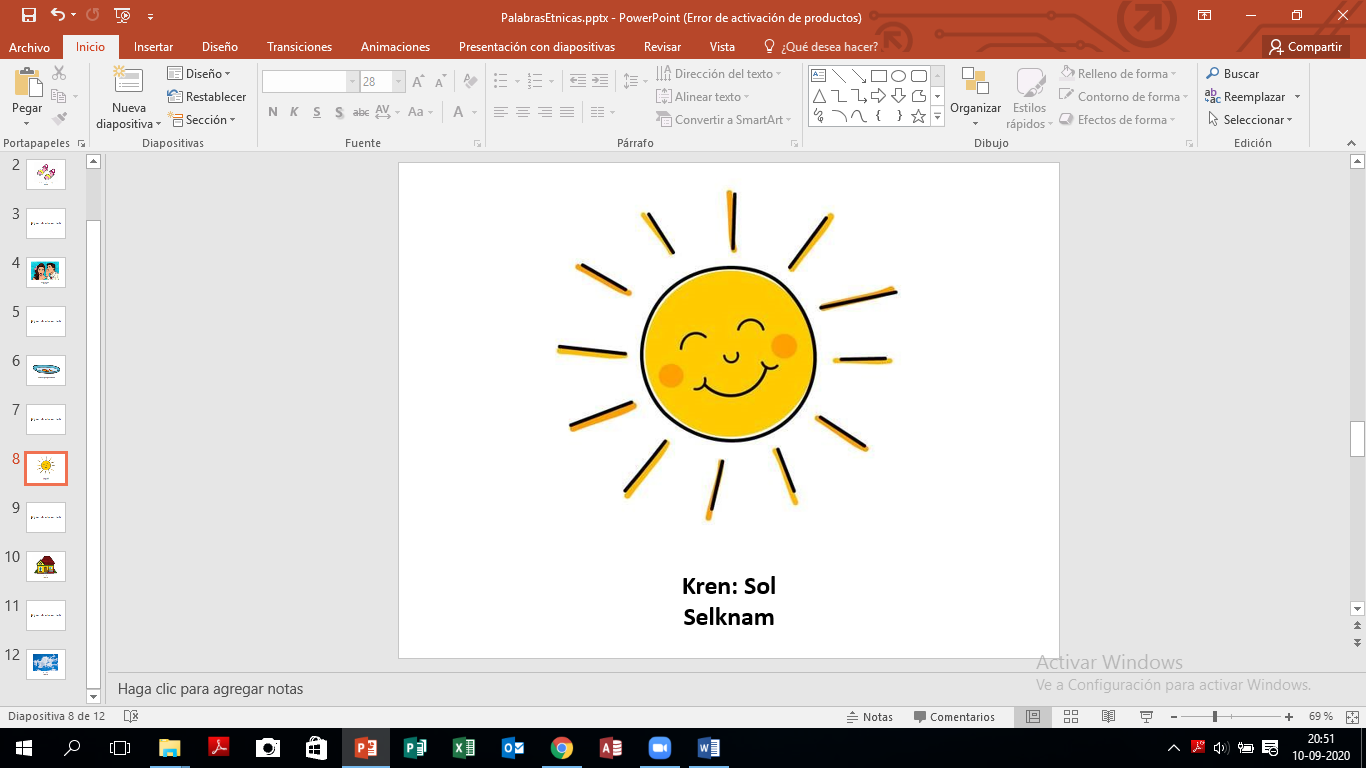 PalabrasEtnicas.pptx - PowerPoint (Error de activación de productos)
Archivo Inicio Insertar Diseño Transiciones Animaciones Presentación con diapositivas Revisar Vista ¿Qué desea hacer? Compartir
Pegar
Nueva diapositiva
Diseño
Restablecer
Sección
28
N K S S abc AV Aa A
Dirección del texto
Alinear texto
Convertir a SmartArt
Organizar
Estilos rápidos
Relleno de forma
Contorno de forma
Efectos de forma
Buscar
Reemplazar
Seleccionar
Portapapeles Diapositivas Fuente Párrafo Dibujo Edición
2
3
4
5
6
7
8
9
10
11
12
Kren: Sol
Selknam
Activar Windows
Ve a Configuración para activar Windows.
Haga clic para agregar notas
Diapositiva 8 de 12 Notas Comentarios 69 %
20:51
10-09-2020